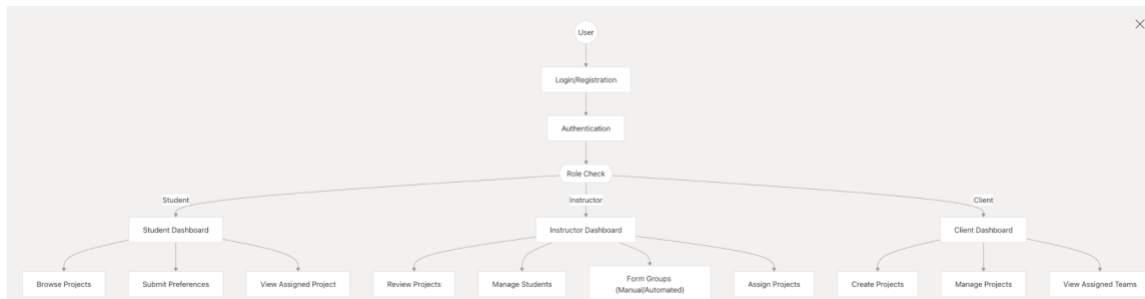 User
Login/Registration
Authentication
Role Check
Student
Instructor
Client
Student Dashboard
Instructor Dashboard
Client Dashboard
Browse Projects
Submit Preferences
View Assigned Project
Review Projects
Manage Students
Form Groups
(Manual/Automated)
Assign Projects
Create Projects
Manage Projects
View Assigned Teams